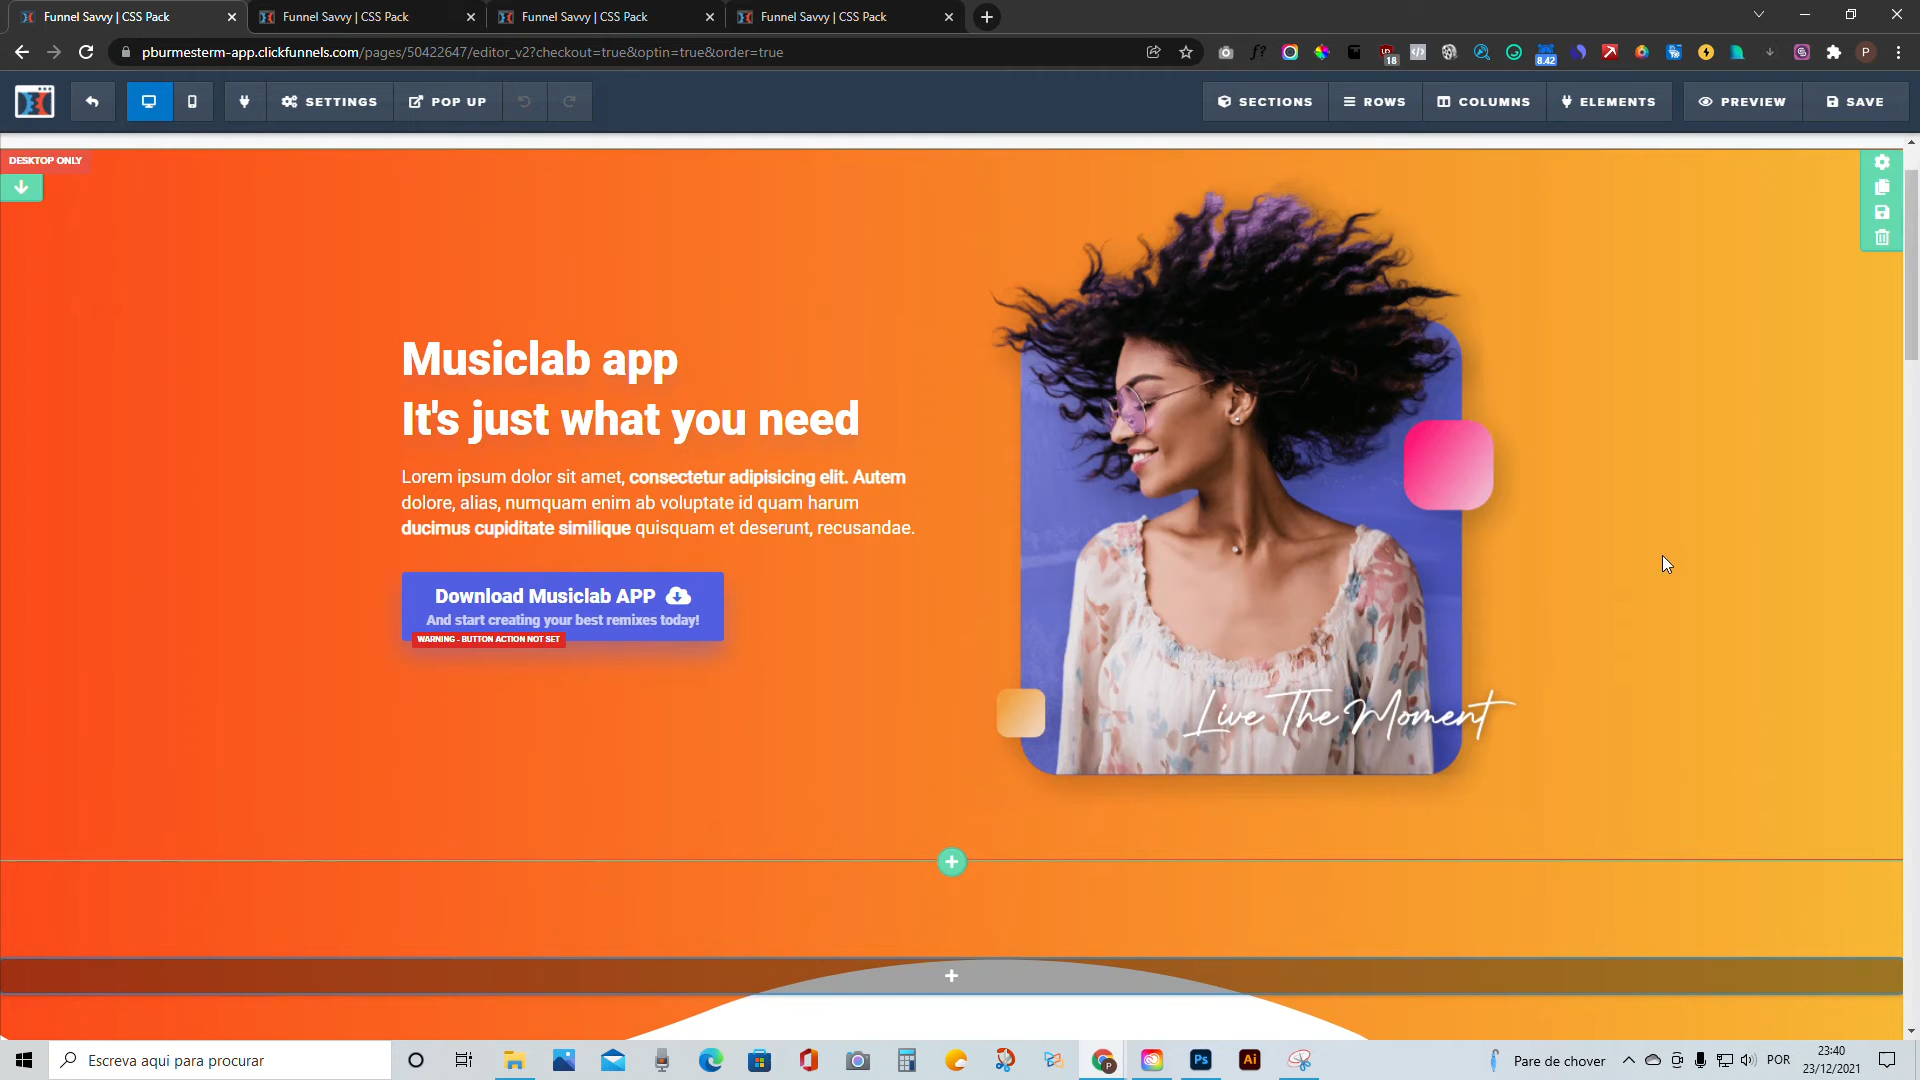 Funnel Savvy | CSS Pack
Funnel Savvy | CSS Pack
Funnel Savvy | CSS Pack
Funnel Savvy | CSS Pack
pburmesterm-app.clickfunnels.com/pages/50422647/editor_v2?checkout=true&optin=true&order=true
18
8.42
P
SETTINGS
POP UP
SECTIONS
ROWS
COLUMNS
ELEMENTS
PREVIEW
SAVE
DESKTOP ONLY
Musiclab app
It's just what you need
Lorem ipsum dolor sit amet, consectetur adipisicing elit. Autem
dolore, alias, numquam enim ab voluptate id quam harum
ducimus cupiditate similique quisquam et deserunt, recusandae.
Download Musiclab APP
And start creating your best remixes today!
WARNING - BUTTON ACTION NOT SET
Live The Moment
Escreva aqui para procurar
P
Ps
Ai
Pare de chover
POR
23:40
23/12/2021